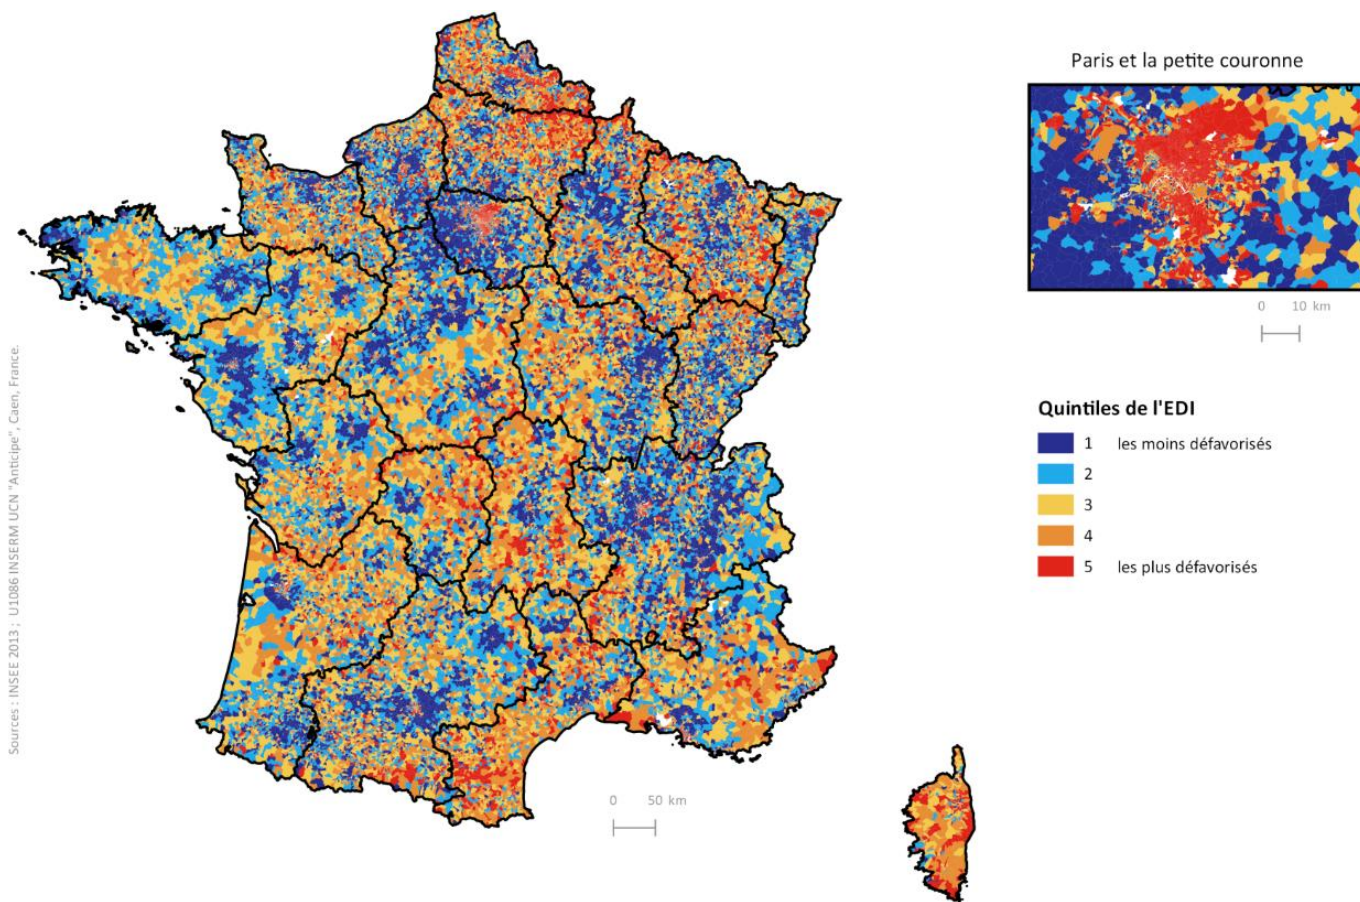 Paris et la petite couronne
0 10 km
Quintiles de l'EDI
1 les moins défavorisés
2
3
4
5 les plus défavorisés
0 50 km
Sources : INSEE 2013 ; U1086 INSERM UCN "Anticipe", Caen, France.